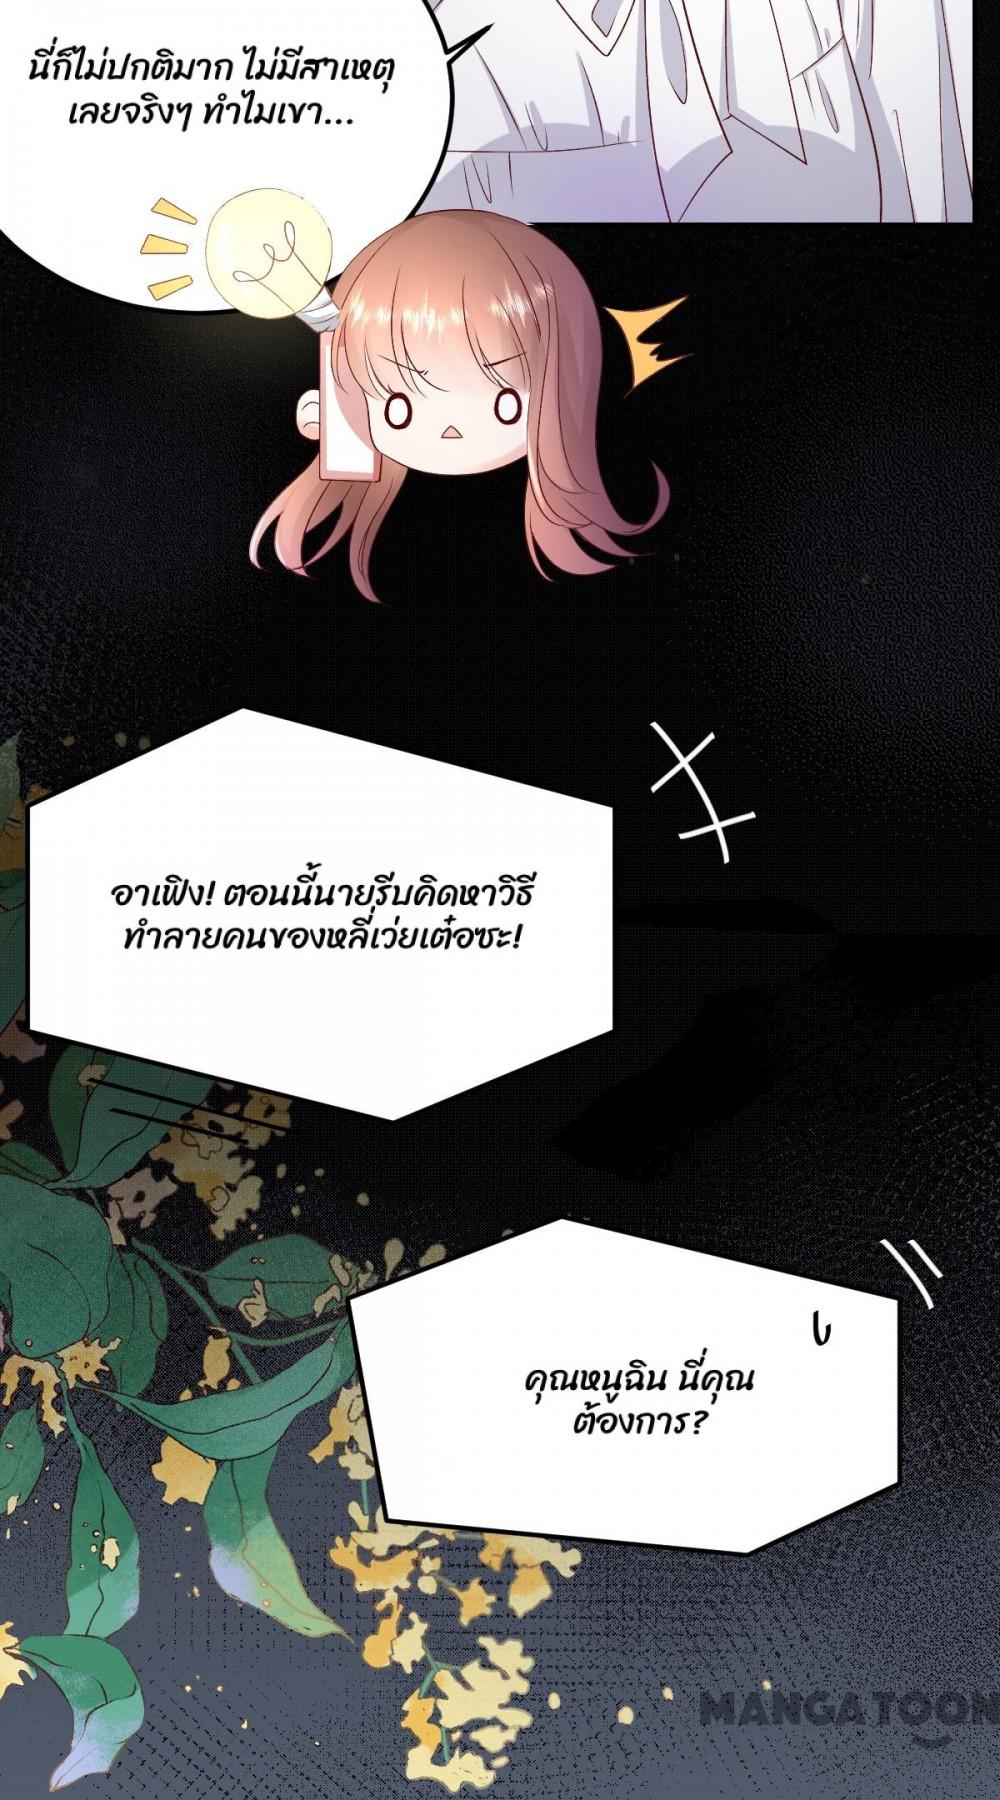 นี่ก็ไม่ปกติมาก ไม่มีสาเหตุ
เลยจริงๆ ทำไมเขา...
อาเฟิง! ตอนนี้นายรีบคิดหาวิธี
ทำลายคนของหลี่เว่ยเต๋อซะ!
คุณหนูฉิน นี่คุณ
ต้องการ?
MANGATOON